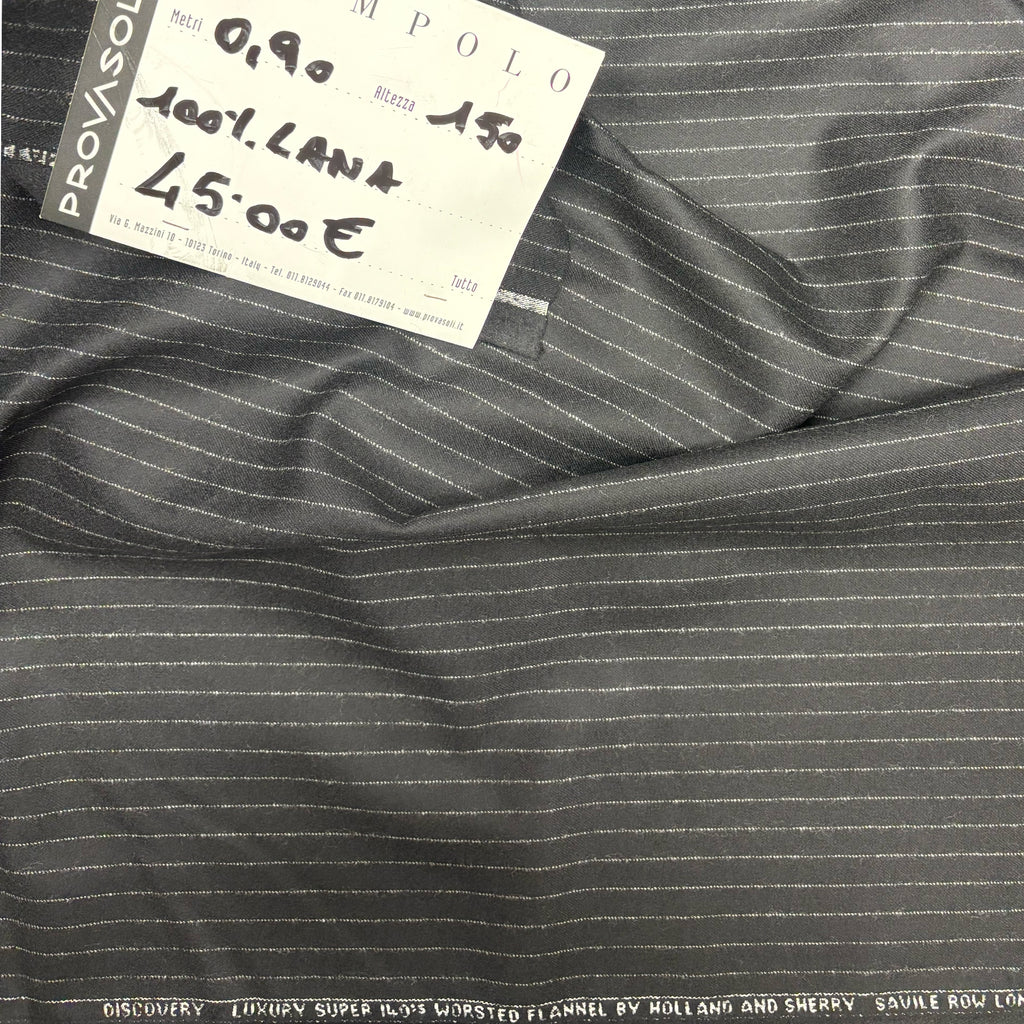 PROVASOL
MPOLO
Metri 0,90 Altezza 150
100% LANA
45.00 €
Via G. Mazzini 10 - 10123 Torino - Italy - Tel. 011.8129044 - Fax 011.8179104 - www.provasoli.it
Tutto
DISCOVERY LUXURY SUPER 140'S WORSTED FLANNEL BY HOLLAND AND SHERRY SAVILE ROW LON